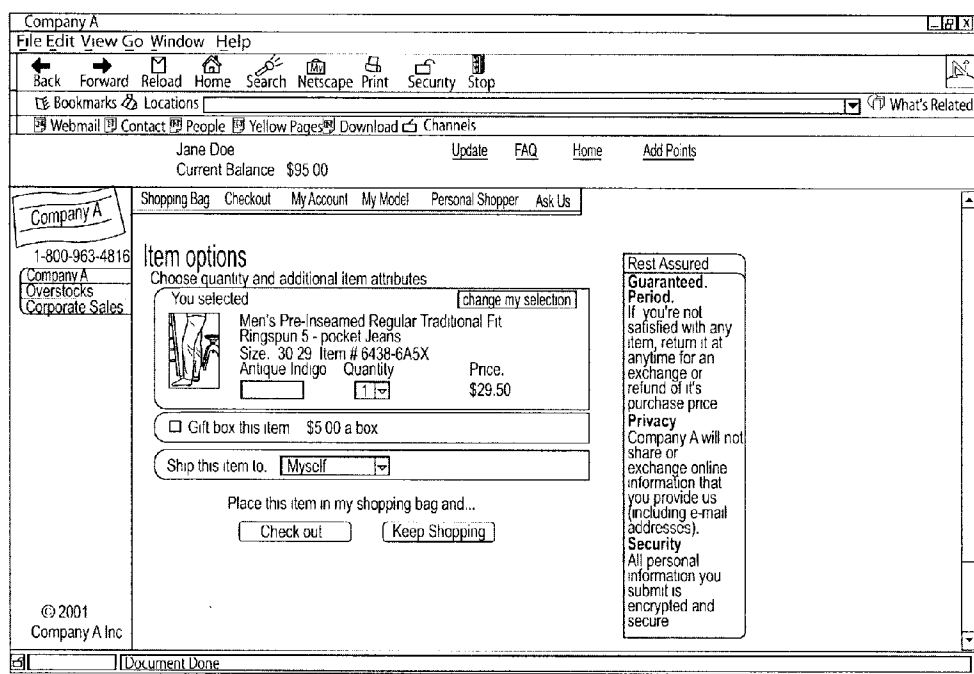 Company A
File Edit View Go Window Help
Back Forward Reload Home Search Netscape Print Security Stop
Bookmarks Locations What's Related
Webmail Contact People Yellow Pages Download Channels
Jane Doe Update FAQ Home Add Points
Current Balance $95 00
Shopping Bag Checkout My Account My Model Personal Shopper Ask Us
Company A
1-800-963-4816
Company A
Overstocks
Corporate Sales
Item options
Choose quantity and additional item attributes
You selected change my selection
Men's Pre-Inseamed Regular Traditional Fit
Ringspun 5 - pocket Jeans
Size. 30 29 Item # 6438-6A5X
Antique Indigo Quantity Price.
1 $29.50
Gift box this item $5 00 a box
Ship this item to. Myself
Place this item in my shopping bag and...
Check out Keep Shopping
Rest Assured
Guaranteed.
Period.
If you're not
satisfied with any
item, return it at
anytime for an
exchange or
refund of it's
purchase price
Privacy
Company A will not
share or
exchange online
information that
you provide us
(including e-mail
addresses).
Security
All personal
information you
submit is
encrypted and
secure
© 2001
Company A Inc
Document Done